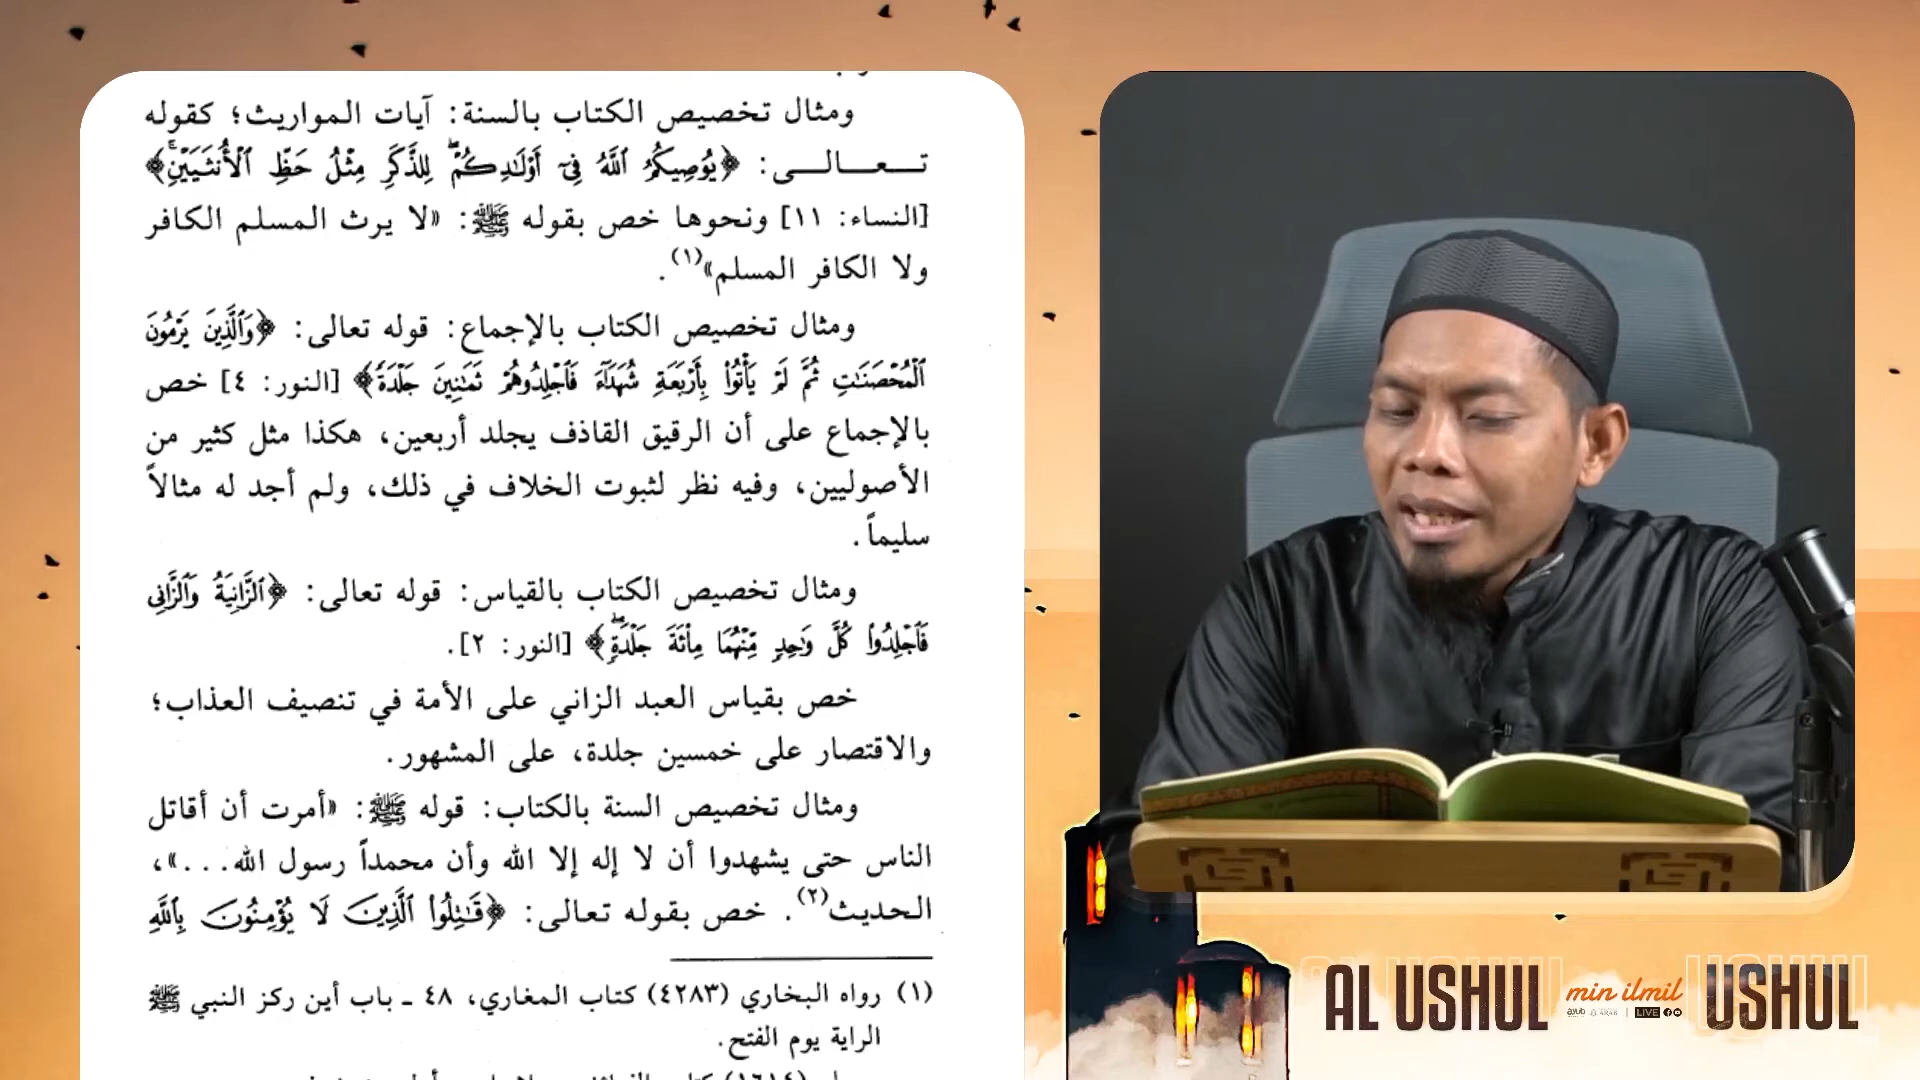 ومثال تخصيص الكتاب بالسنة: آيات المواريث؛ كقوله
تـعـالـى: ﴿يُوصِيكُمُ ٱللَّهُ فِىٓ أَوْلَـٰدِكُمْ ۖ لِلذَّكَرِ مِثْلُ حَظِّ ٱلْأُنثَيَيْنِ ۚ﴾
[النساء: ١١] ونحوها خص بقوله ﷺ: «لا يرث المسلم الكافر
ولا الكافر المسلم»(١).
ومثال تخصيص الكتاب بالإجماع: قوله تعالى: ﴿وَٱلَّذِينَ يَرْمُونَ
ٱلْمُحْصَنَـٰتِ ثُمَّ لَمْ يَأْتُوا۟ بِأَرْبَعَةِ شُهَدَآءَ فَٱجْلِدُوهُمْ ثَمَـٰنِينَ جَلْدَةً﴾ [النور: ٤] خص
بالإجماع على أن الرقيق القاذف يجلد أربعين، هكذا مثل كثير من
الأصوليين، وفيه نظر لثبوت الخلاف في ذلك، ولم أجد له مثالاً
سليماً.
ومثال تخصيص الكتاب بالقياس: قوله تعالى: ﴿ٱلزَّانِيَةُ وَٱلزَّانِى
فَٱجْلِدُوا۟ كُلَّ وَٰحِدٍ مِّنْهُمَا مِا۟ئَةَ جَلْدَةٍ ۖ﴾ [النور: ٢].
خص بقياس العبد الزاني على الأمة في تنصيف العذاب؛
والاقتصار على خمسين جلدة، على المشهور.
ومثال تخصيص السنة بالكتاب: قوله ﷺ: «أمرت أن أقاتل
الناس حتى يشهدوا أن لا إله إلا الله وأن محمداً رسول الله...»،
الحديث(٢). خص بقوله تعالى: ﴿قَـٰتِلُوا۟ ٱلَّذِينَ لَا يُؤْمِنُونَ بِٱللَّهِ
(١) رواه البخاري (٤٢٨٣) كتاب المغاري، ٤٨ ـ باب أين ركز النبي ﷺ
الراية يوم الفتح.
AL USHUL min ilmil USHUL
LIVE